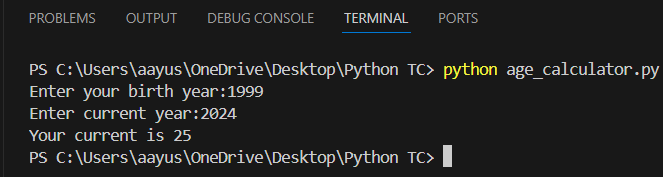 PROBLEMS OUTPUT DEBUG CONSOLE TERMINAL PORTS
PS C:\Users\aayus\OneDrive\Desktop\Python TC> python age_calculator.py
Enter your birth year:1999
Enter current year:2024
Your current is 25
PS C:\Users\aayus\OneDrive\Desktop\Python TC>